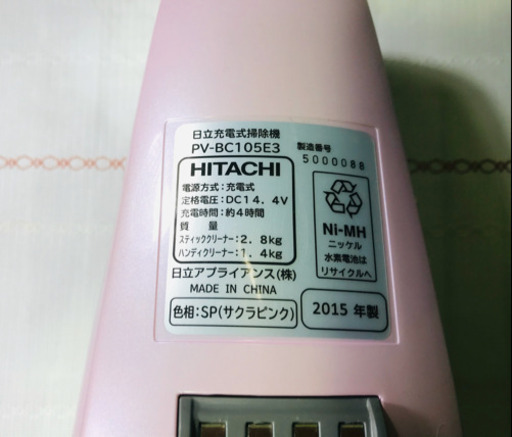 日立充電式掃除機
PV-BC105E3
製造番号
5000088
HITACHI
電源方式:充電式
定格電圧:DC14.4V
充電時間:約4時間
質 量
スティッククリーナー:2.8kg
ハンディクリーナー:1.4kg
Ni-MH
ニッケル
水素電池は
リサイクルへ
日立アプライアンス(株)
MADE IN CHINA
色相:SP(サクラピンク)
2015 年製